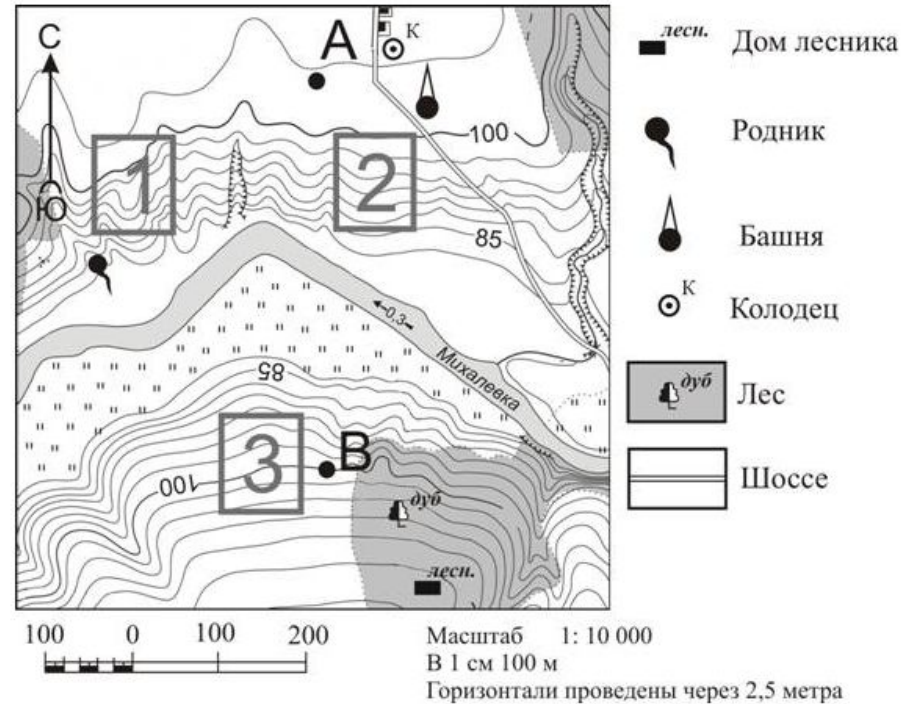 С
А
К
100
1
2
Ю
85
0,3
Михалевка
85
3
В
100
дуб
лесн.
лесн.
Дом лесника
Родник
Башня
К
Колодец
дуб
Лес
Шоссе
100 0 100 200
Масштаб 1: 10 000
В 1 см 100 м
Горизонтали проведены через 2,5 метра